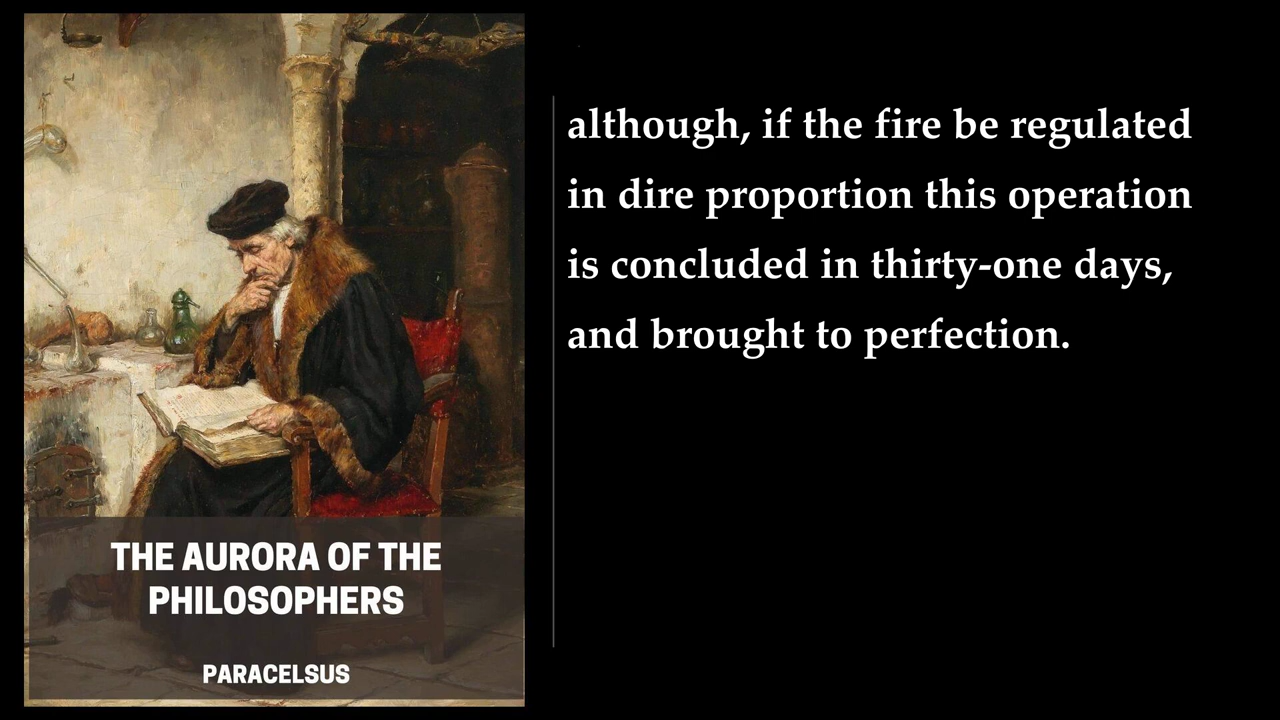 although, if the fire be regulated
in dire proportion this operation
is concluded in thirty-one days,
and brought to perfection.
THE AURORA OF THE
PHILOSOPHERS
PARACELSUS